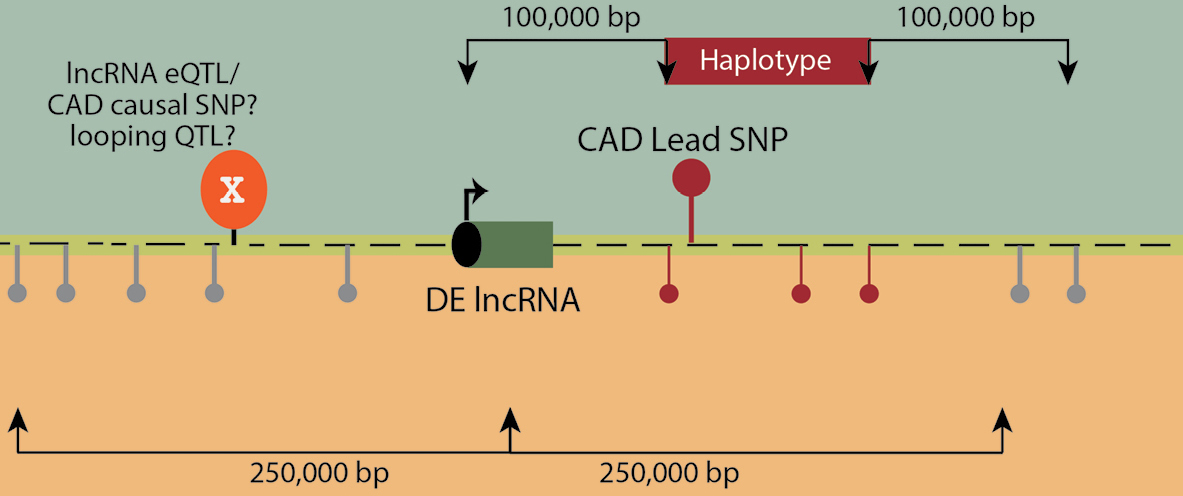 100,000 bp
100,000 bp
Haplotype
lncRNA eQTL/
CAD causal SNP?
looping QTL?
X
CAD Lead SNP
DE lncRNA
250,000 bp
250,000 bp